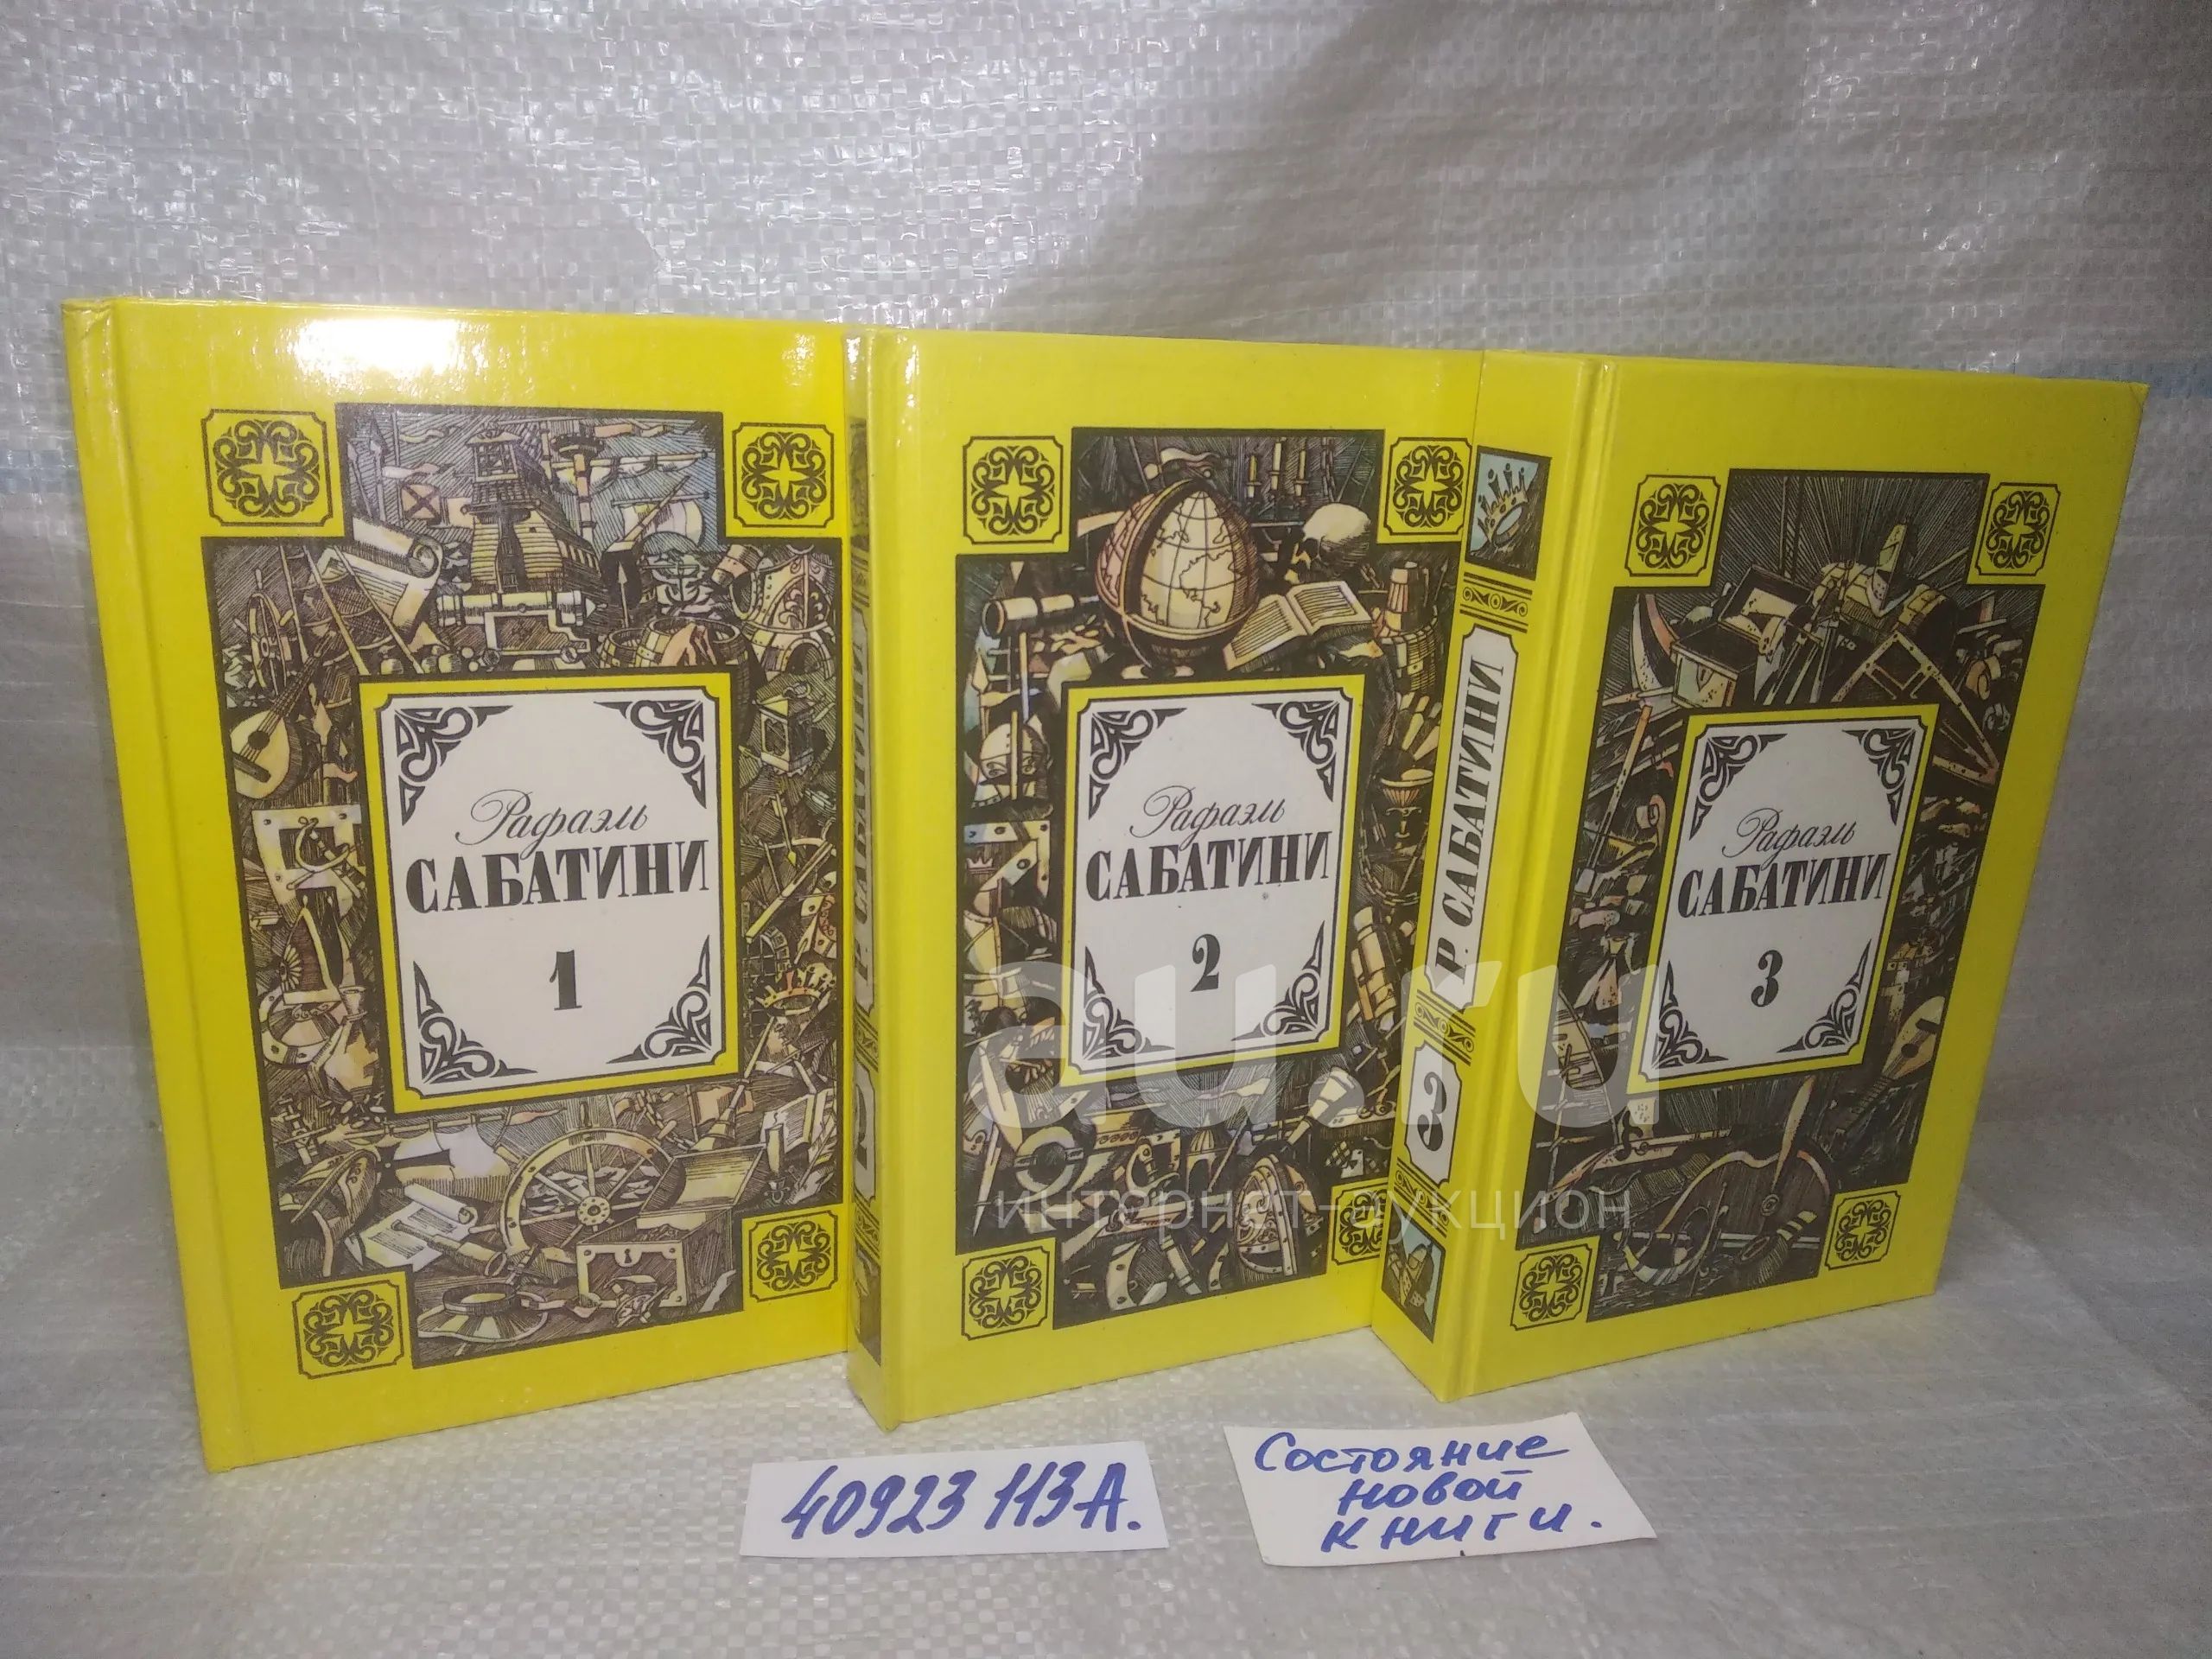 Рафаэль
САБАТИНИ
1
Рафаэль
САБАТИНИ
2
Р. САБАТИНИ
3
Рафаэль
САБАТИНИ
3
au.ru
интернет-аукцион
40923 113А.
Состояние
новой
книги.